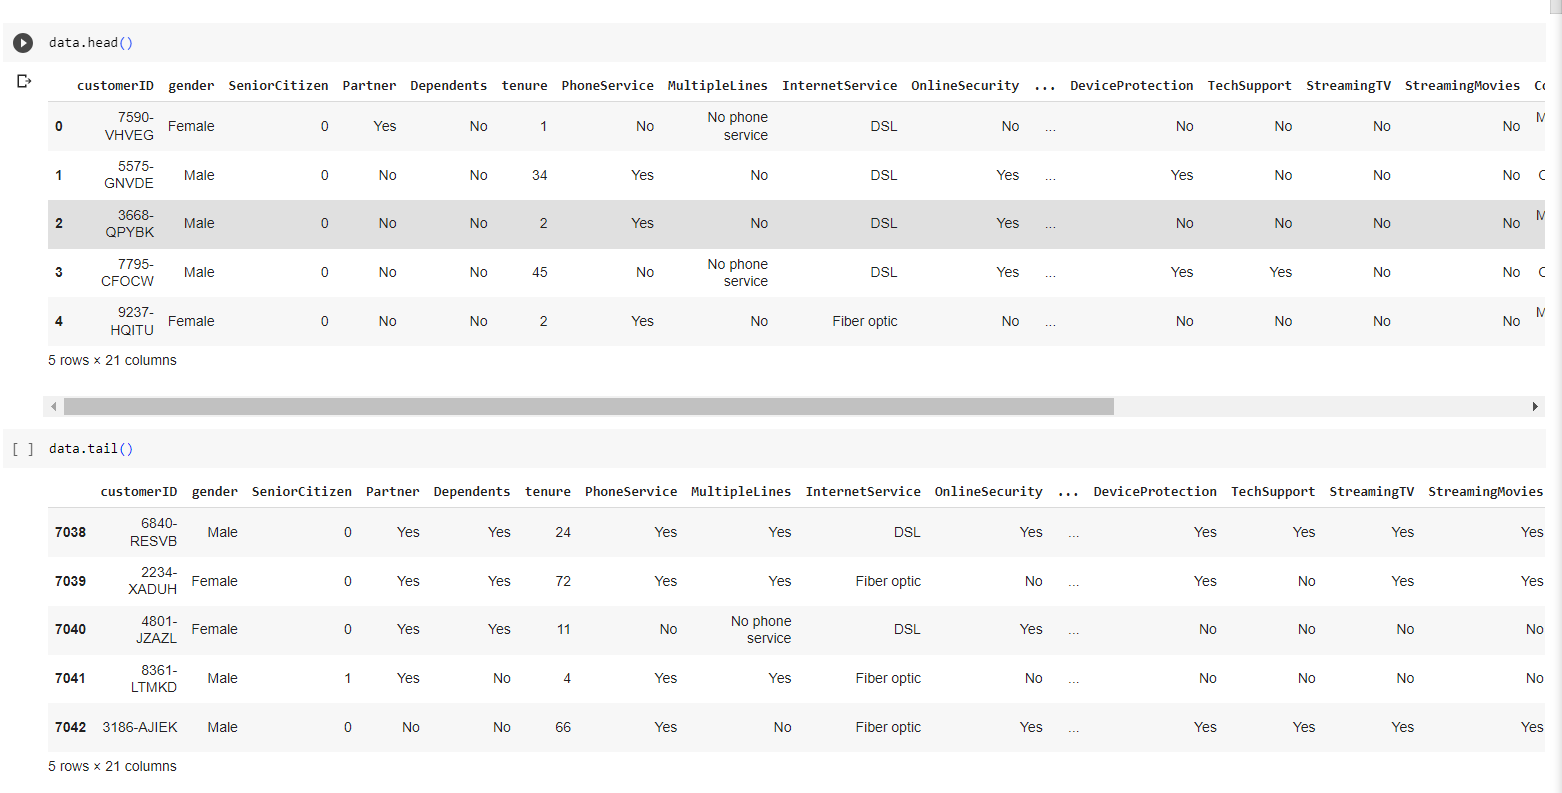 data.head()
customerID gender SeniorCitizen Partner Dependents tenure PhoneService MultipleLines InternetService OnlineSecurity ... DeviceProtection TechSupport StreamingTV StreamingMovies
0 7590-VHVEG Female 0 Yes No 1 No No phone service DSL No ... No No No No
1 5575-GNVDE Male 0 No No 34 Yes No DSL Yes ... Yes No No No
2 3668-QPYBK Male 0 No No 2 Yes No DSL Yes ... No No No No
3 7795-CFOCW Male 0 No No 45 No No phone service DSL Yes ... Yes Yes No No
4 9237-HQITU Female 0 No No 2 Yes No Fiber optic No ... No No No No
5 rows × 21 columns
[ ] data.tail()
customerID gender SeniorCitizen Partner Dependents tenure PhoneService MultipleLines InternetService OnlineSecurity ... DeviceProtection TechSupport StreamingTV StreamingMovies
7038 6840-RESVB Male 0 Yes Yes 24 Yes Yes DSL Yes ... Yes Yes Yes Yes
7039 2234-XADUH Female 0 Yes Yes 72 Yes Yes Fiber optic No ... Yes No Yes Yes
7040 4801-JZAZL Female 0 Yes Yes 11 No No phone service DSL Yes ... No No No No
7041 8361-LTMKD Male 1 Yes No 4 Yes Yes Fiber optic No ... No No No No
7042 3186-AJIEK Male 0 No No 66 Yes No Fiber optic Yes ... Yes Yes Yes Yes
5 rows × 21 columns